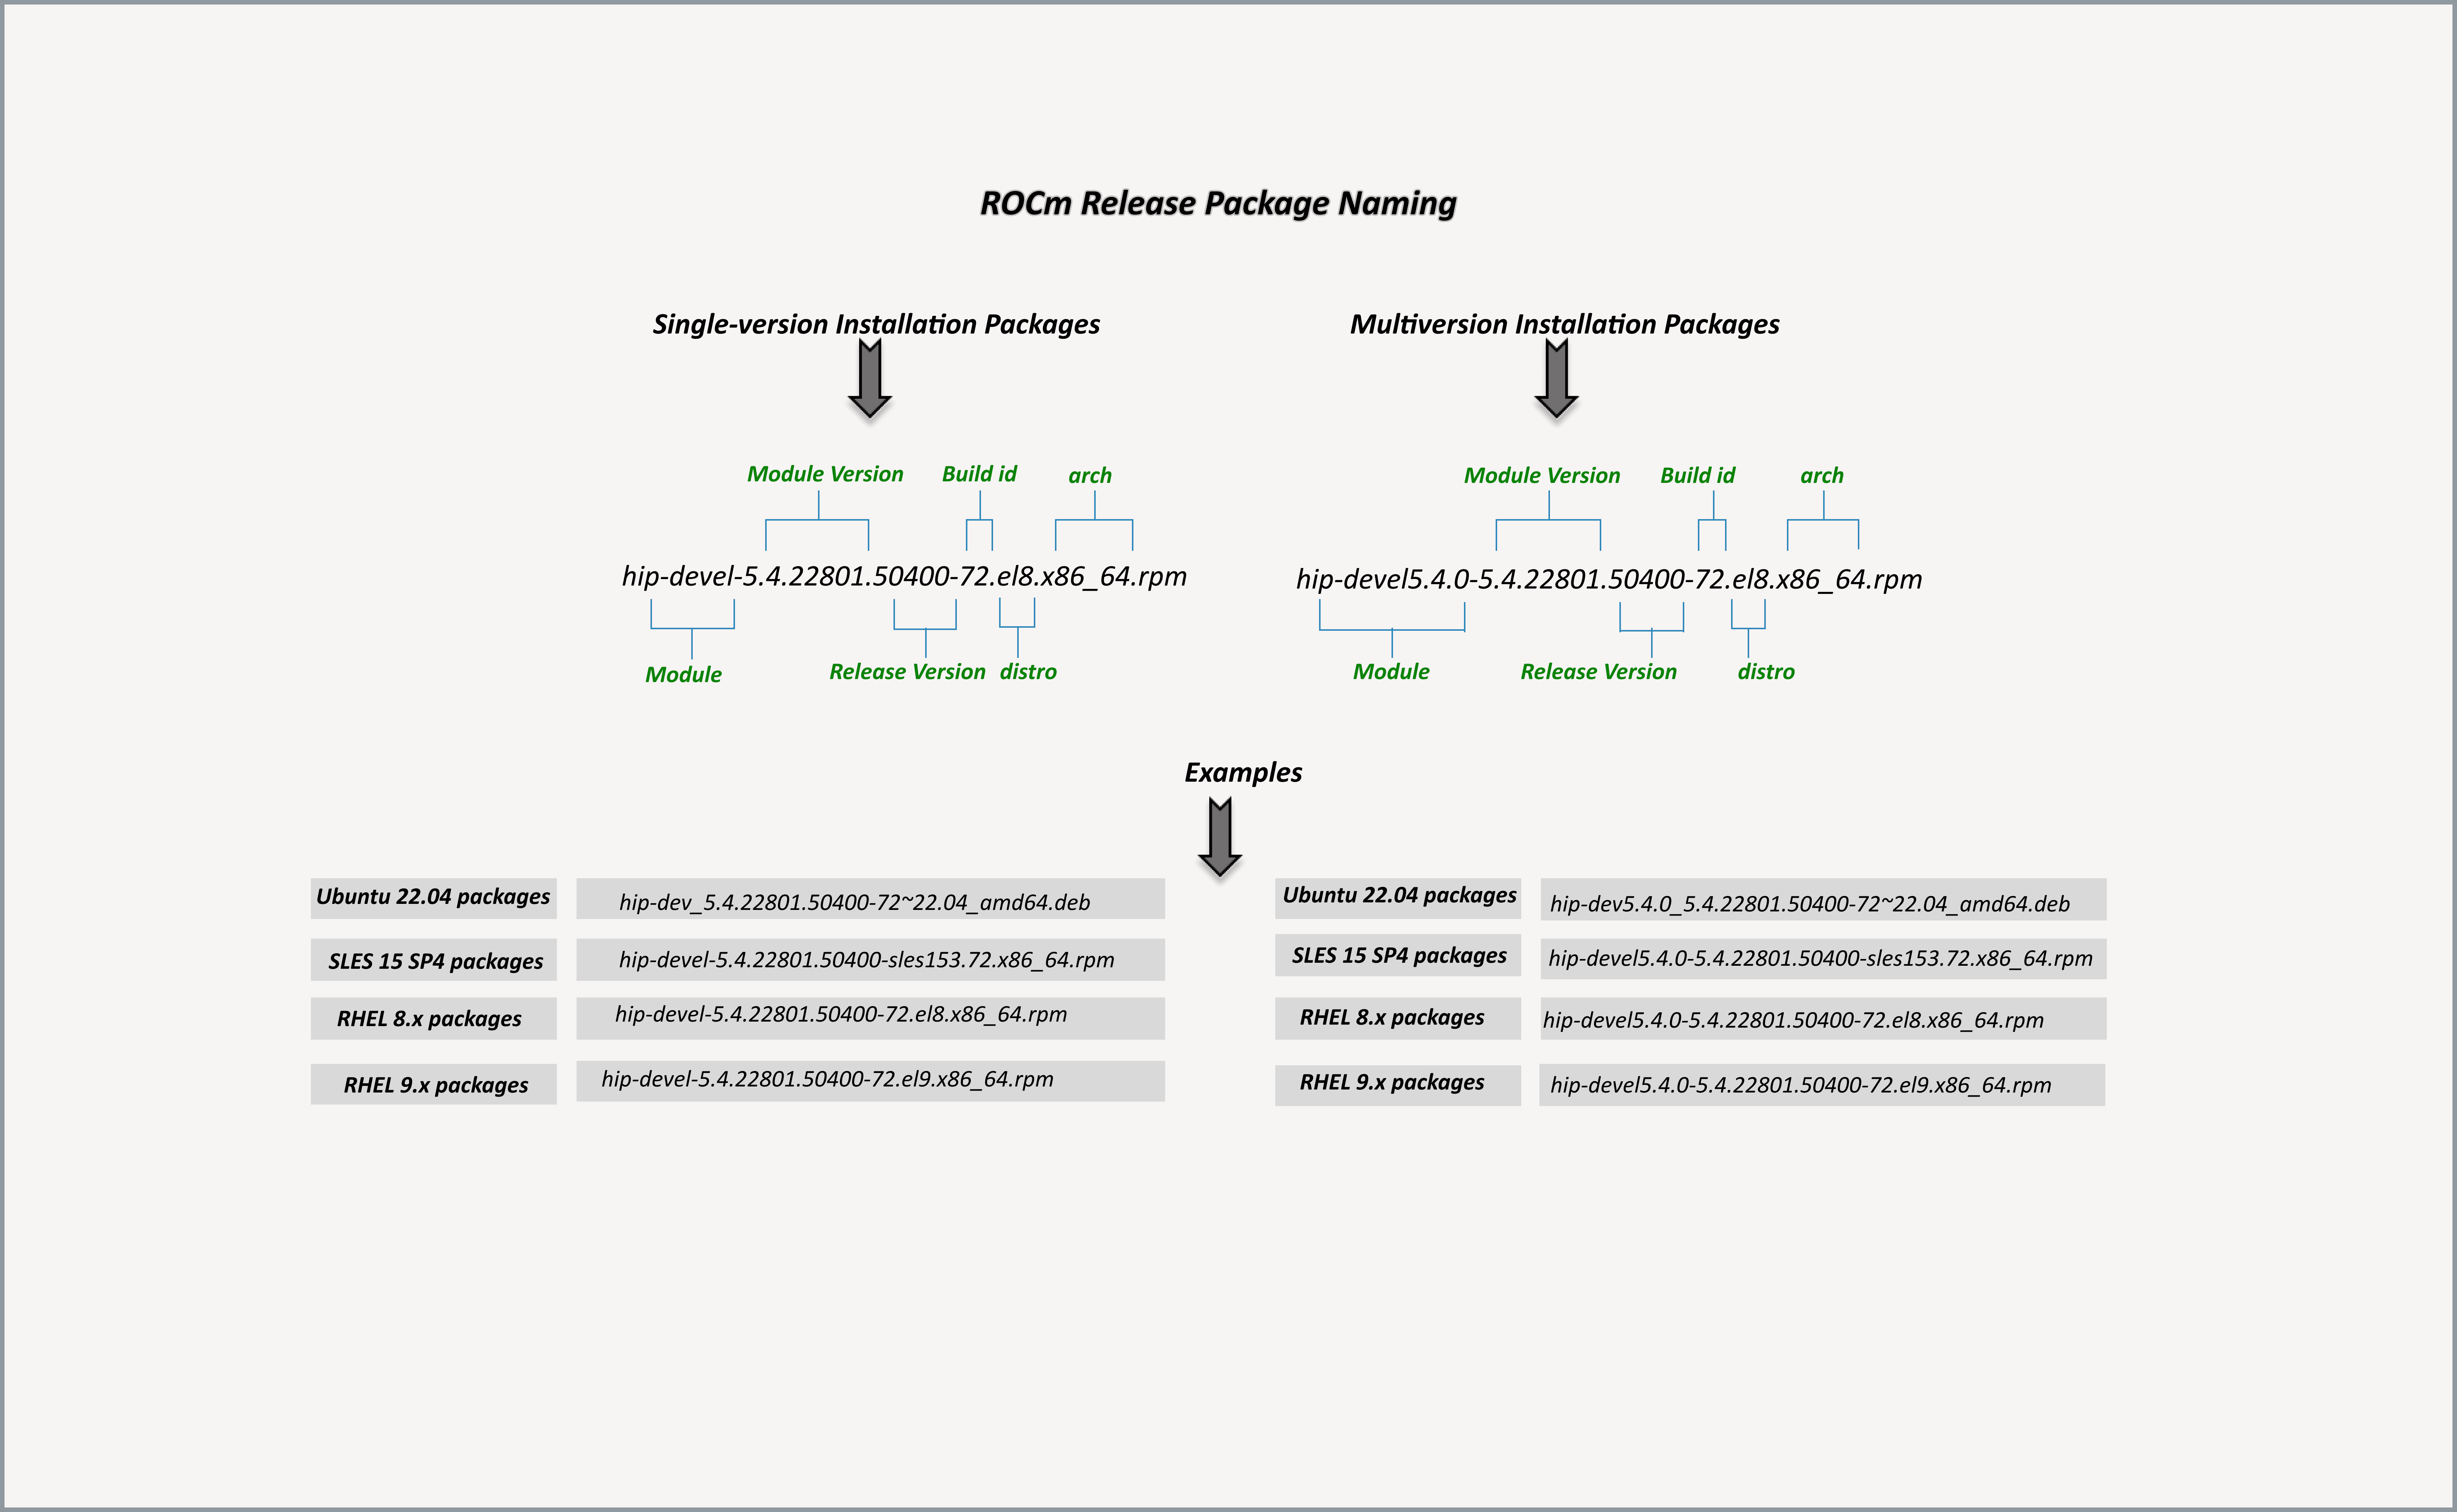 ROCm Release Package Naming
Single-version Installation Packages
Multiversion Installation Packages
Module Version
Build id
arch
hip-devel-5.4.22801.50400-72.el8.x86_64.rpm
Module
Release Version
distro
Module Version
Build id
arch
hip-devel5.4.0-5.4.22801.50400-72.el8.x86_64.rpm
Module
Release Version
distro
Examples
Ubuntu 22.04 packages
hip-dev_5.4.22801.50400-72~22.04_amd64.deb
SLES 15 SP4 packages
hip-devel-5.4.22801.50400-sles153.72.x86_64.rpm
RHEL 8.x packages
hip-devel-5.4.22801.50400-72.el8.x86_64.rpm
RHEL 9.x packages
hip-devel-5.4.22801.50400-72.el9.x86_64.rpm
Ubuntu 22.04 packages
hip-dev5.4.0_5.4.22801.50400-72~22.04_amd64.deb
SLES 15 SP4 packages
hip-devel5.4.0-5.4.22801.50400-sles153.72.x86_64.rpm
RHEL 8.x packages
hip-devel5.4.0-5.4.22801.50400-72.el8.x86_64.rpm
RHEL 9.x packages
hip-devel5.4.0-5.4.22801.50400-72.el9.x86_64.rpm